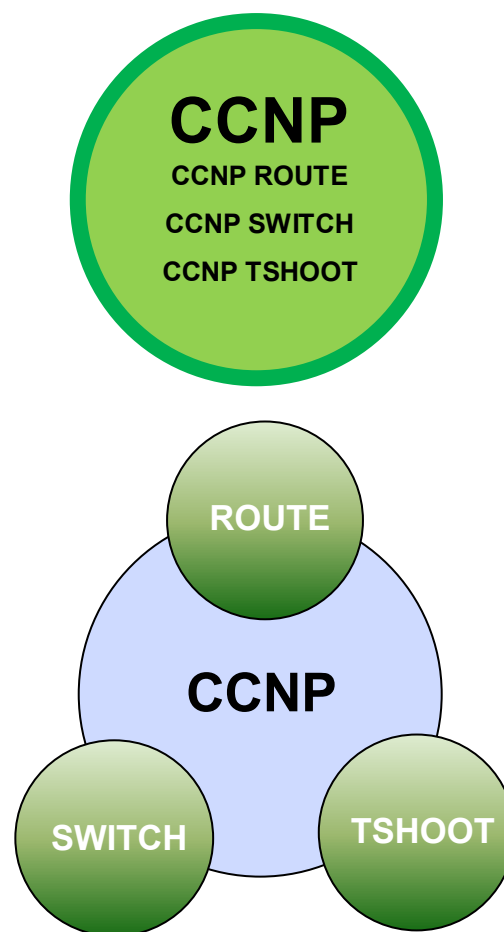 CCNP
CCNP ROUTE
CCNP SWITCH
CCNP TSHOOT
ROUTE
CCNP
SWITCH
TSHOOT